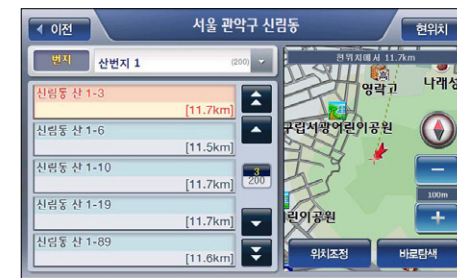 이전
서울 관악구 신림동
현위치
번지
산번지 1
(200)
신림동 산 1-3
[11.7km]
신림동 산 1-6
[11.5km]
신림동 산 1-10
[11.7km]
신림동 산 1-19
[11.7km]
신림동 산 1-89
[11.6km]
3
200
현위치에서 11.7km
영락고
나래성
구립서광어린이공원
린이공원
100m
위치조정
바로탐색